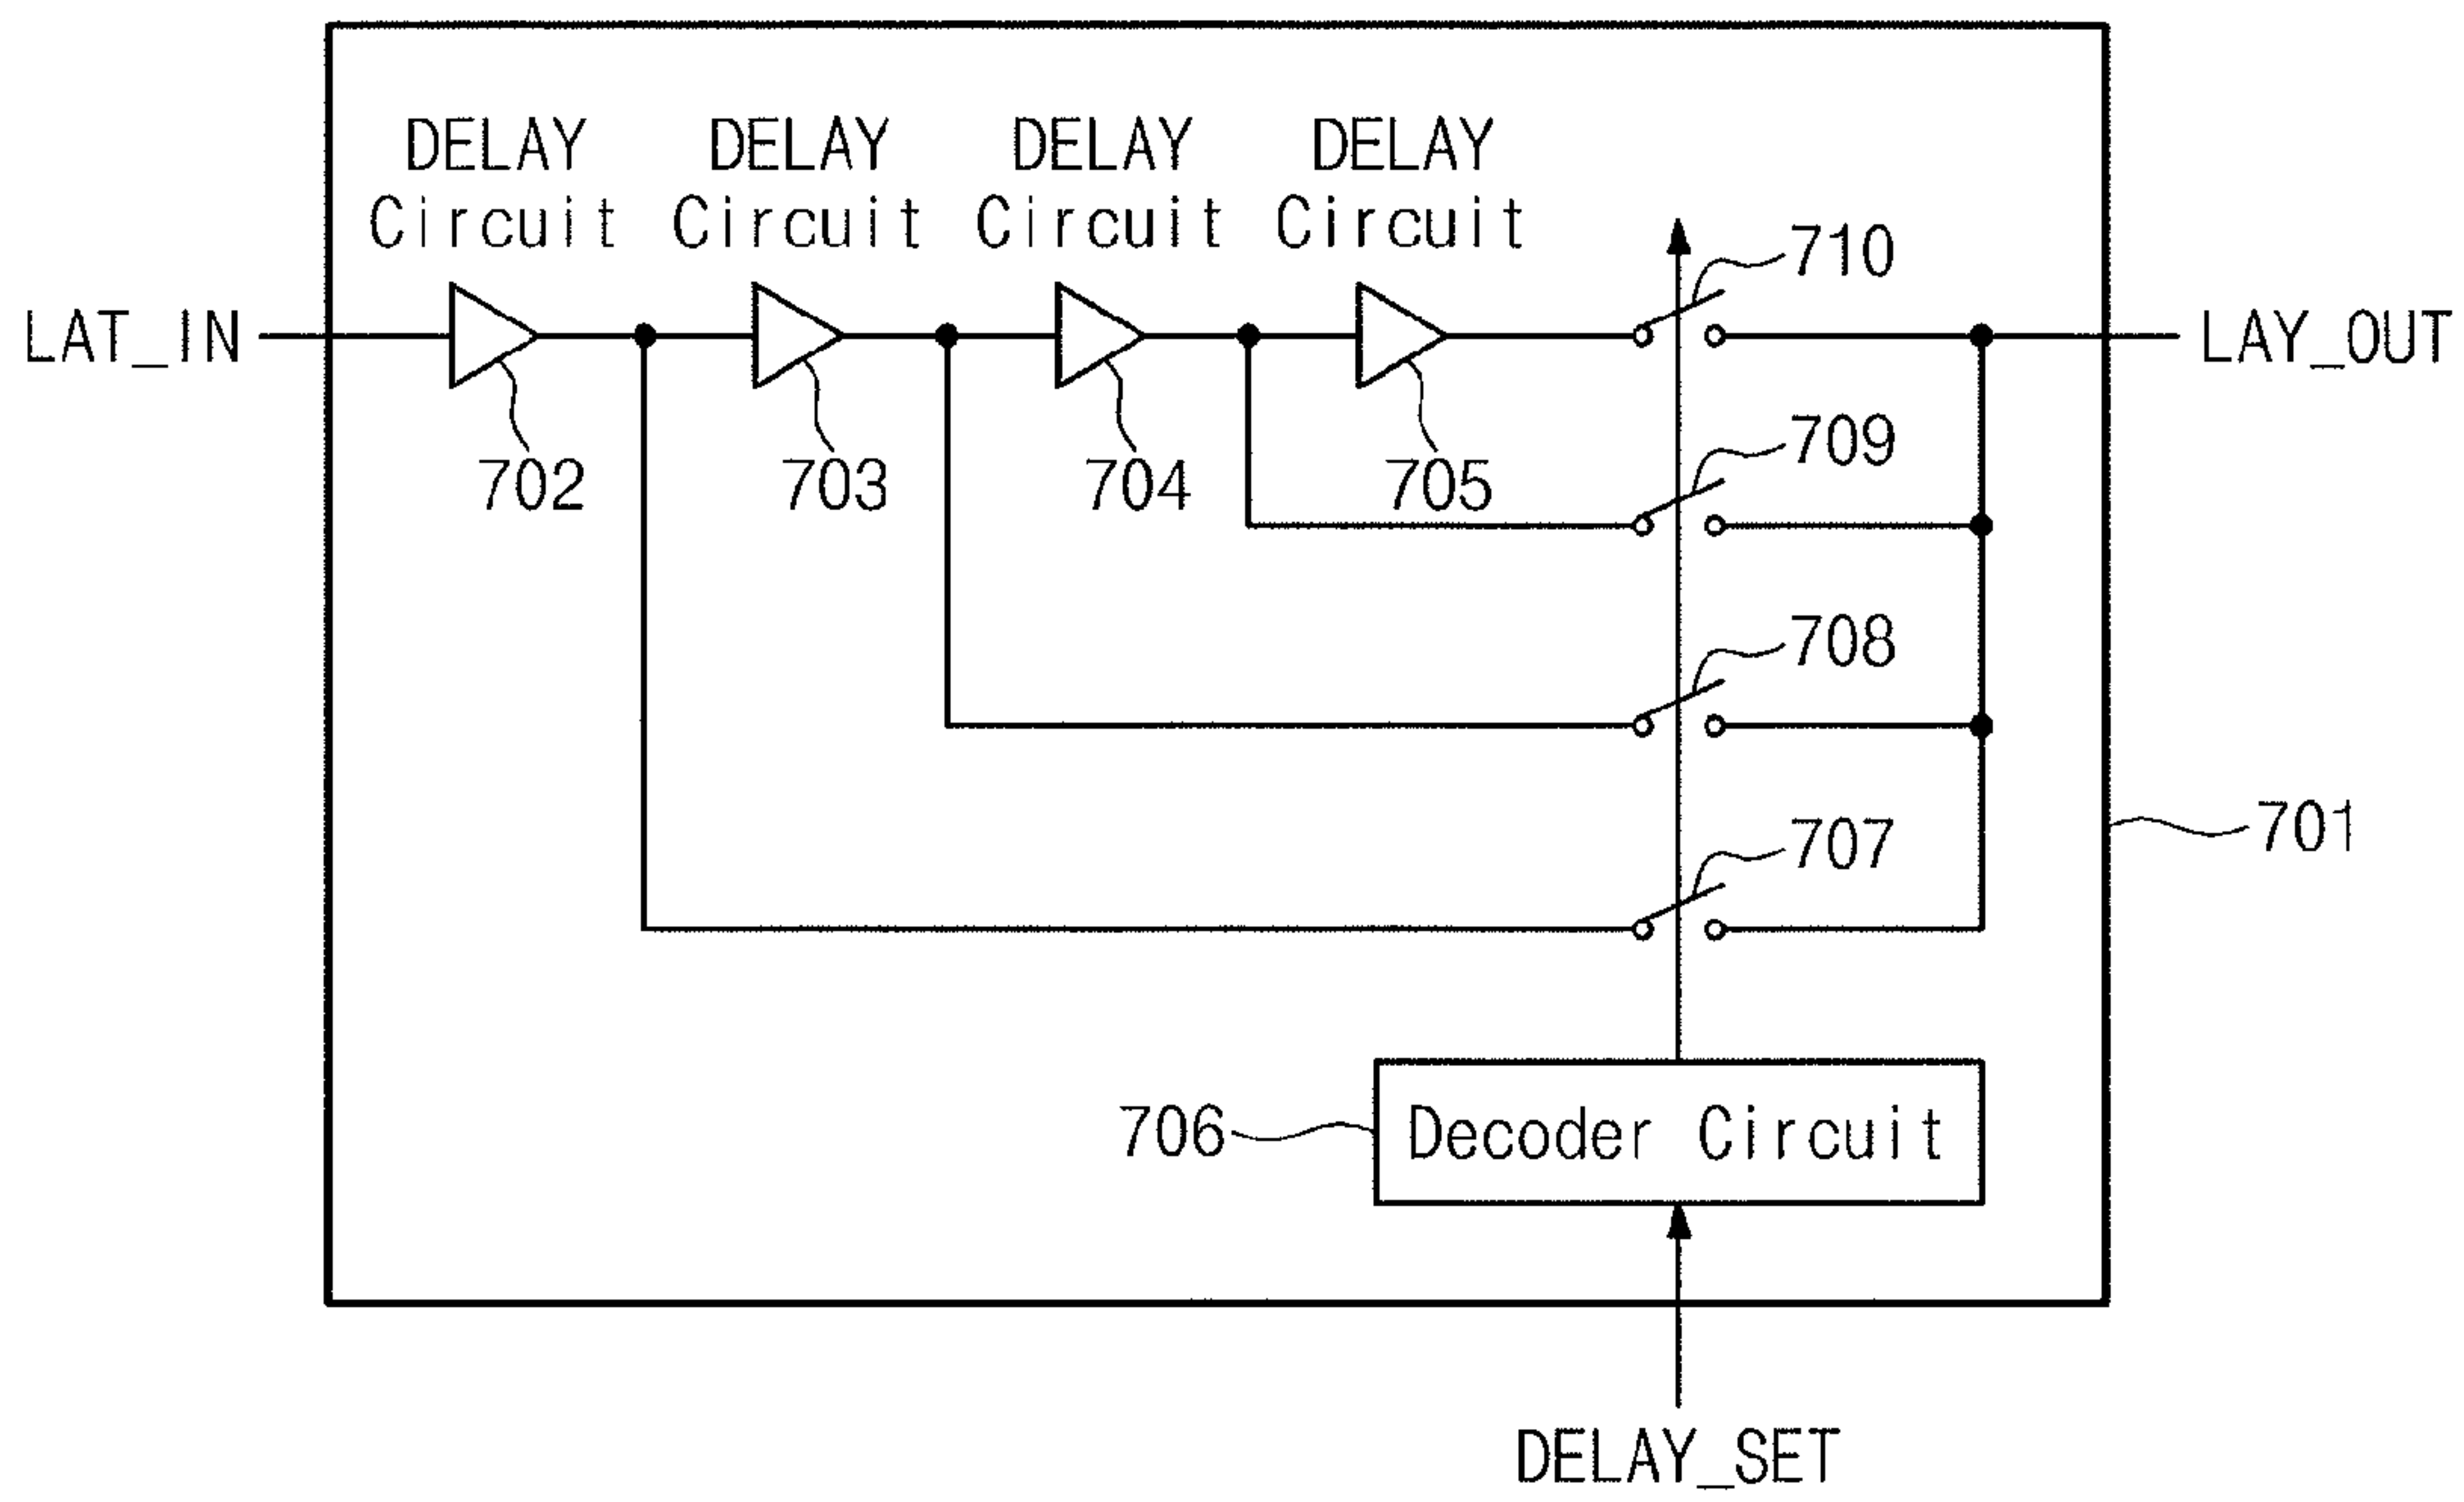 DELAY DELAY DELAY DELAY
Circuit Circuit Circuit Circuit
710
LAT_IN
LAY_OUT
709
702 703 704 705
708
707
701
706
Decoder Circuit
DELAY_SET